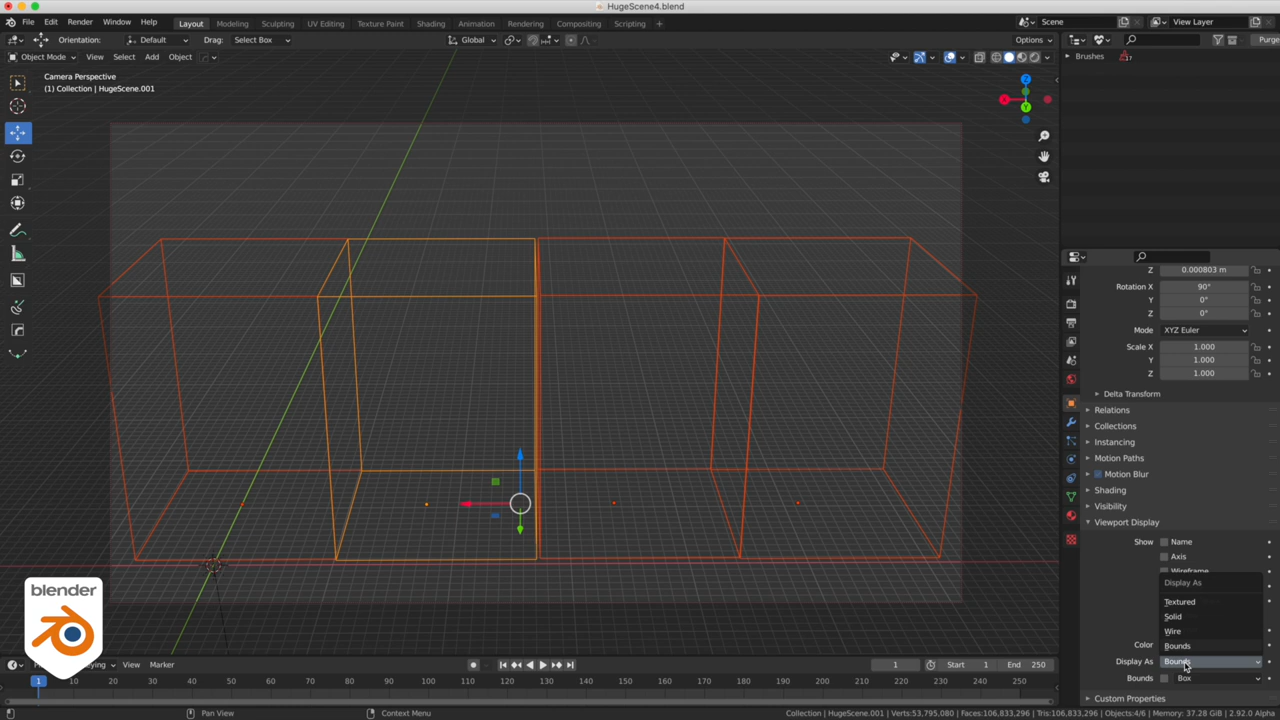 HugeScene4.blend
File Edit Render Window Help Layout Modeling Sculpting UV Editing Texture Paint Shading Animation Rendering Compositing Scripting + Scene View Layer
Orientation: Default Drag: Select Box Global Options Purge
Object Mode View Select Add Object
Brushes 17
Camera Perspective
(1) Collection | HugeScene.001
Z
X
Y
Z 0.000803 m
Rotation X 90°
Y 0°
Z 0°
Mode XYZ Euler
Scale X 1.000
Y 1.000
Z 1.000
Delta Transform
Relations
Collections
Instancing
Motion Paths
Motion Blur
Shading
Visibility
Viewport Display
Show Name
Axis
Wireframe
Display As
Textured
Solid
Wire
Color Bounds
Display As Bounds
Bounds Box
Custom Properties
blender
View Marker 1 Start 1 End 250
1 10 20 30 40 50 60 70 80 90 100 110 120 130 140 150 160 170 180 190 200 210 220 230 240 250
Pan View Context Menu Collection | HugeScene.001 | Verts:53,795,080 | Faces:106,833,296 | Tris:106,833,296 | Objects:4/6 | Memory: 37.28 GiB | 2.92.0 Alpha